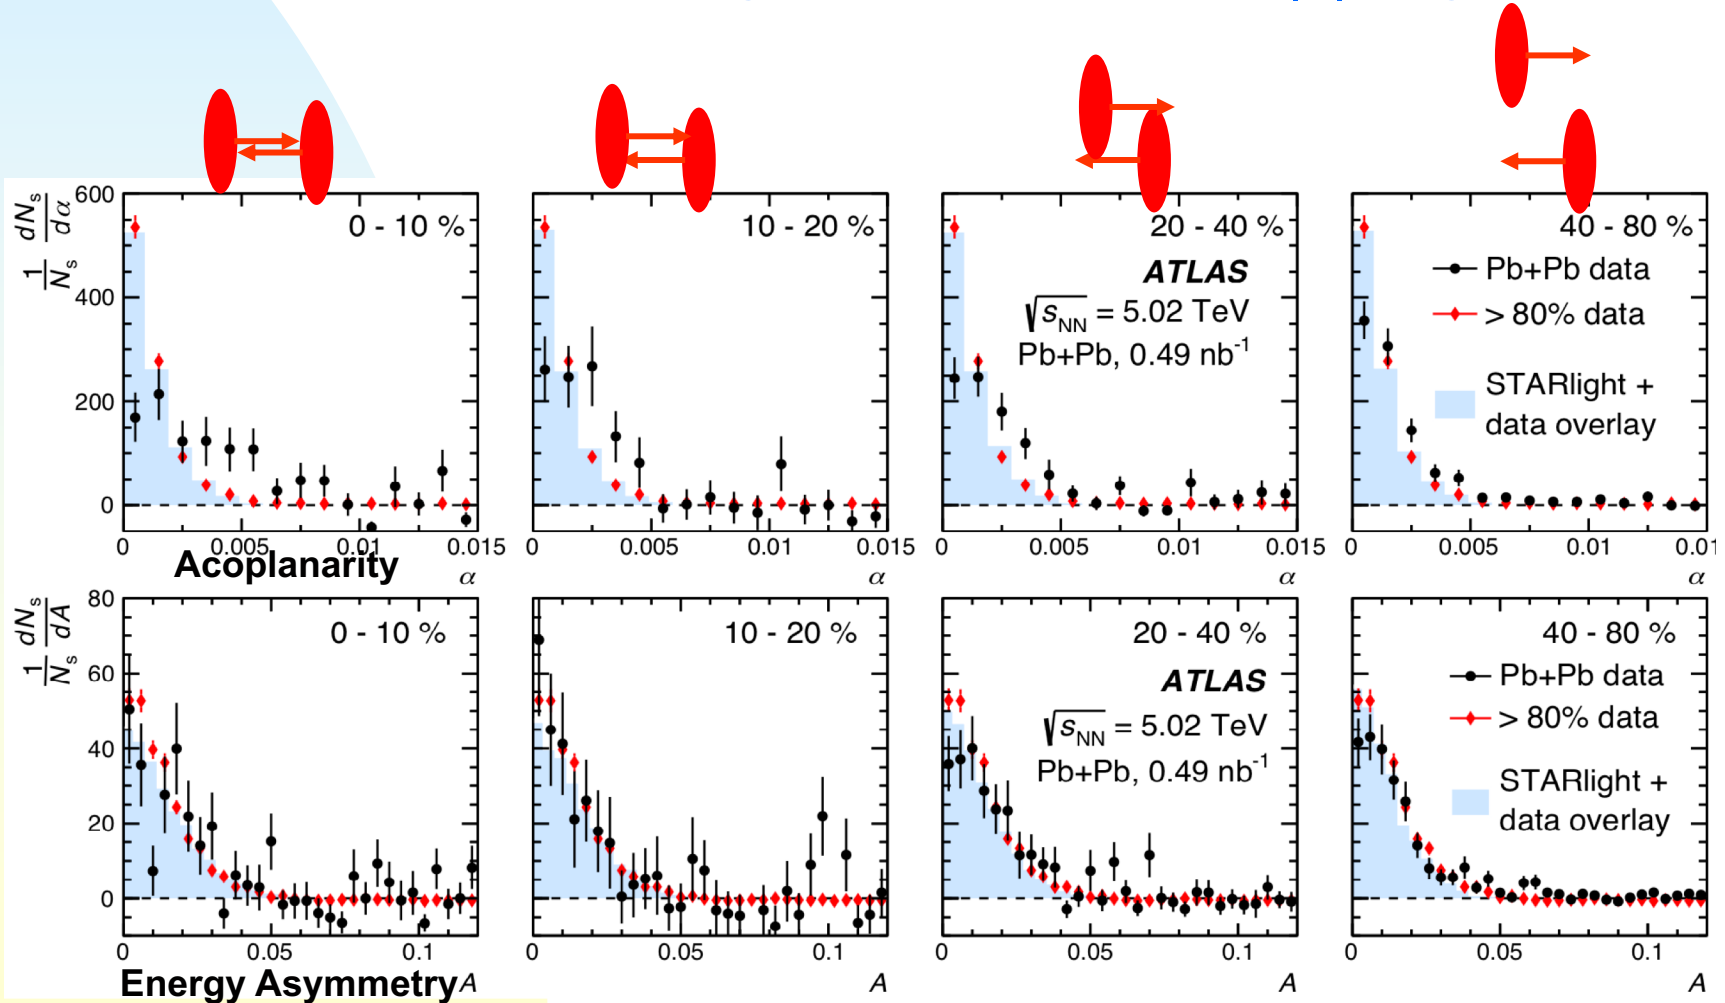 600
400
200
0
1/N_s dN_s/dα
0 - 10 %
0 0.005 0.01 0.015
α
10 - 20 %
0 0.005 0.01 0.015
α
20 - 40 %
ATLAS
√s_NN = 5.02 TeV
Pb+Pb, 0.49 nb⁻¹
0 0.005 0.01 0.015
α
40 - 80 %
Pb+Pb data
> 80% data
STARlight +
data overlay
0 0.005 0.01
α
Acoplanarity
80
60
40
20
0
1/N_s dN_s/dA
0 - 10 %
0 0.05 0.1
A
10 - 20 %
0 0.05 0.1
A
20 - 40 %
ATLAS
√s_NN = 5.02 TeV
Pb+Pb, 0.49 nb⁻¹
0 0.05 0.1
A
40 - 80 %
Pb+Pb data
> 80% data
STARlight +
data overlay
0 0.05 0.1
A
Energy Asymmetry